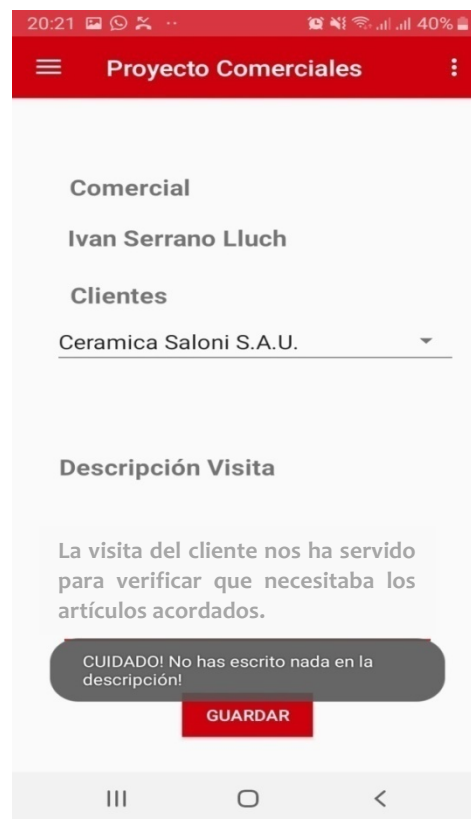 20:21
40%
Proyecto Comerciales
Comercial
Ivan Serrano Lluch
Clientes
Ceramica Saloni S.A.U.
Descripción Visita
La visita del cliente nos ha servido
para verificar que necesitaba los
artículos acordados.
CUIDADO! No has escrito nada en la
descripción!
GUARDAR